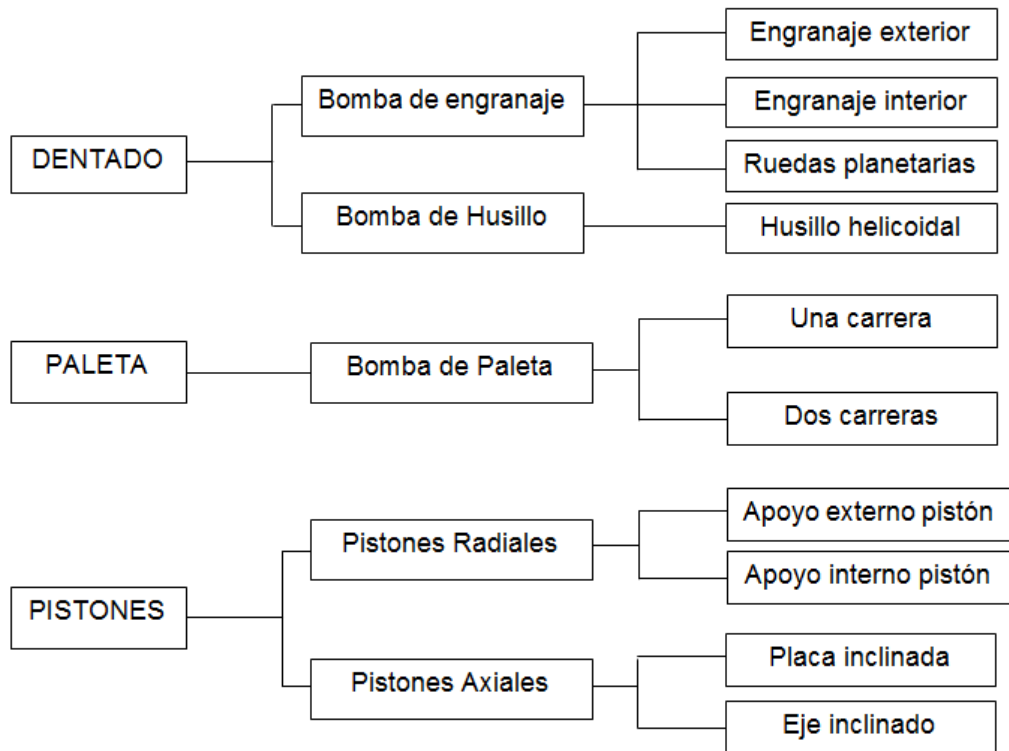 DENTADO
Bomba de engranaje
Engranaje exterior
Engranaje interior
Ruedas planetarias
Bomba de Husillo
Husillo helicoidal
PALETA
Bomba de Paleta
Una carrera
Dos carreras
PISTONES
Pistones Radiales
Apoyo externo pistón
Apoyo interno pistón
Pistones Axiales
Placa inclinada
Eje inclinado